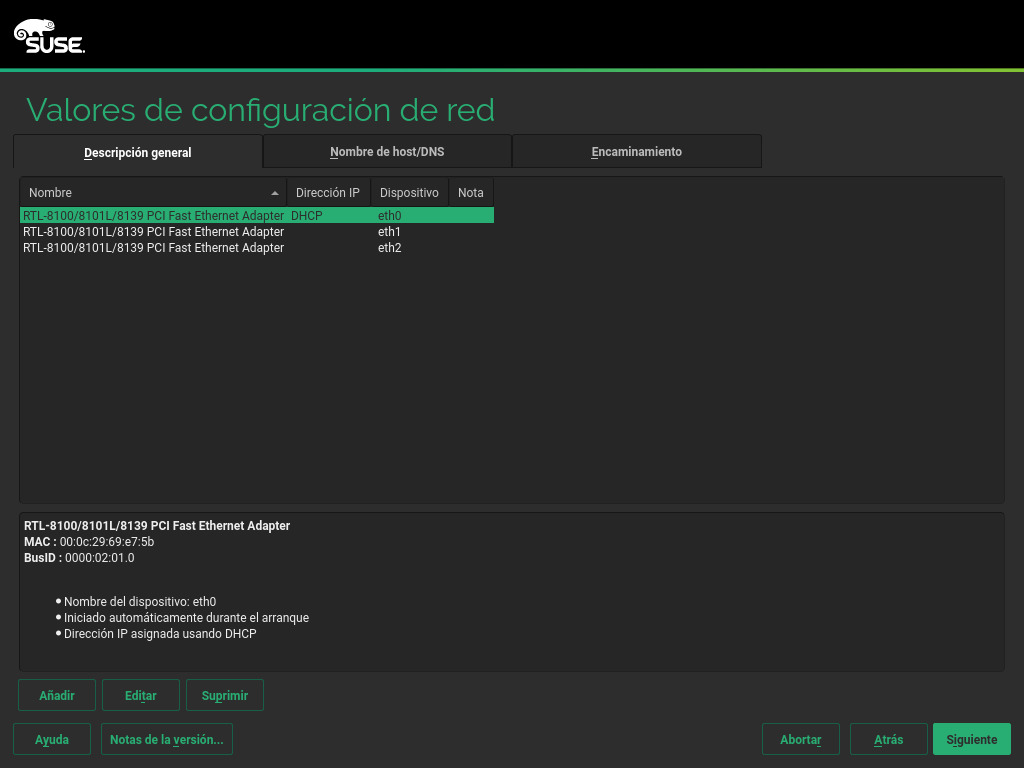 SUSE.
Valores de configuración de red
Descripción general Nombre de host/DNS Encaminamiento
Nombre Dirección IP Dispositivo Nota
RTL-8100/8101L/8139 PCI Fast Ethernet Adapter DHCP eth0
RTL-8100/8101L/8139 PCI Fast Ethernet Adapter eth1
RTL-8100/8101L/8139 PCI Fast Ethernet Adapter eth2
RTL-8100/8101L/8139 PCI Fast Ethernet Adapter
MAC : 00:0c:29:69:e7:5b
BusID : 0000:02:01.0
• Nombre del dispositivo: eth0
• Iniciado automáticamente durante el arranque
• Dirección IP asignada usando DHCP
Añadir Editar Suprimir
Ayuda Notas de la versión... Abortar Atrás Siguiente